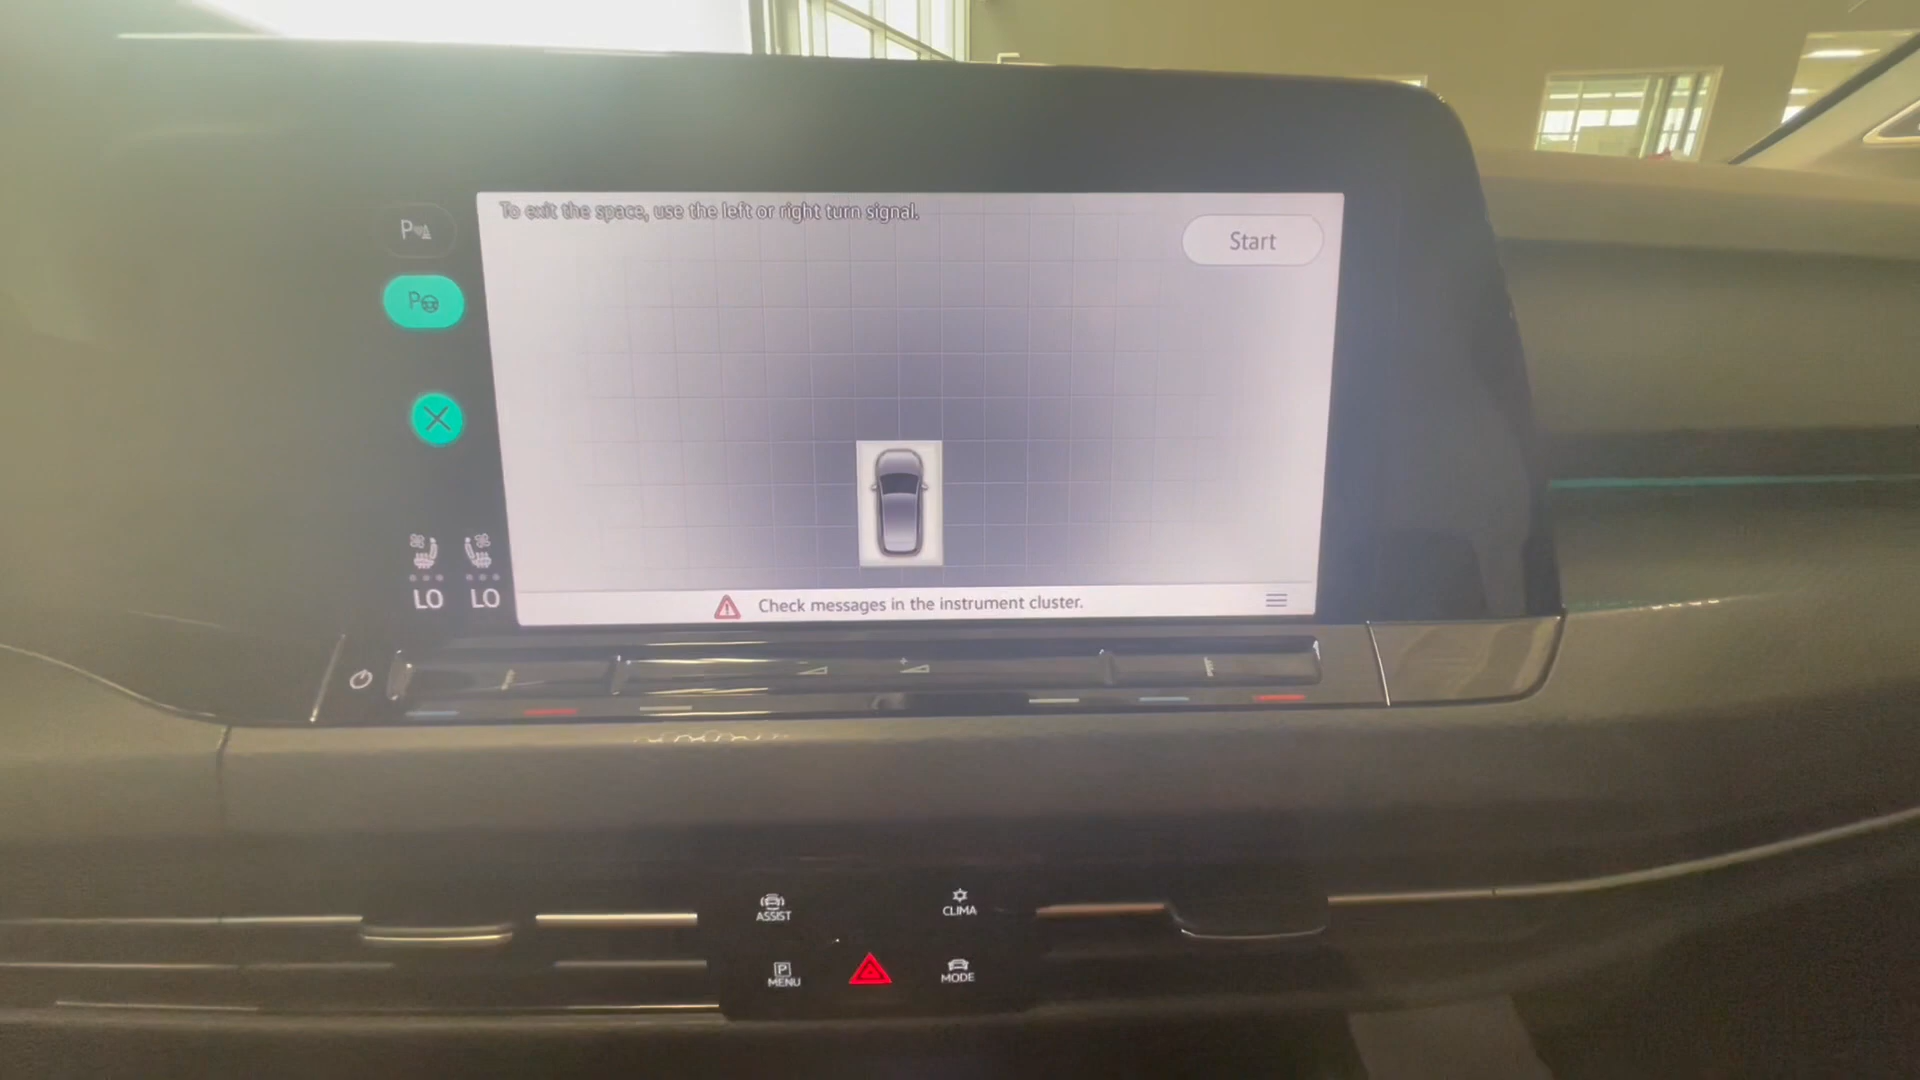 To exit the space, use the left or right turn signal.
Start
P
P
LO LO
Check messages in the instrument cluster.
ASSIST
CLIMA
P
MENU
MODE